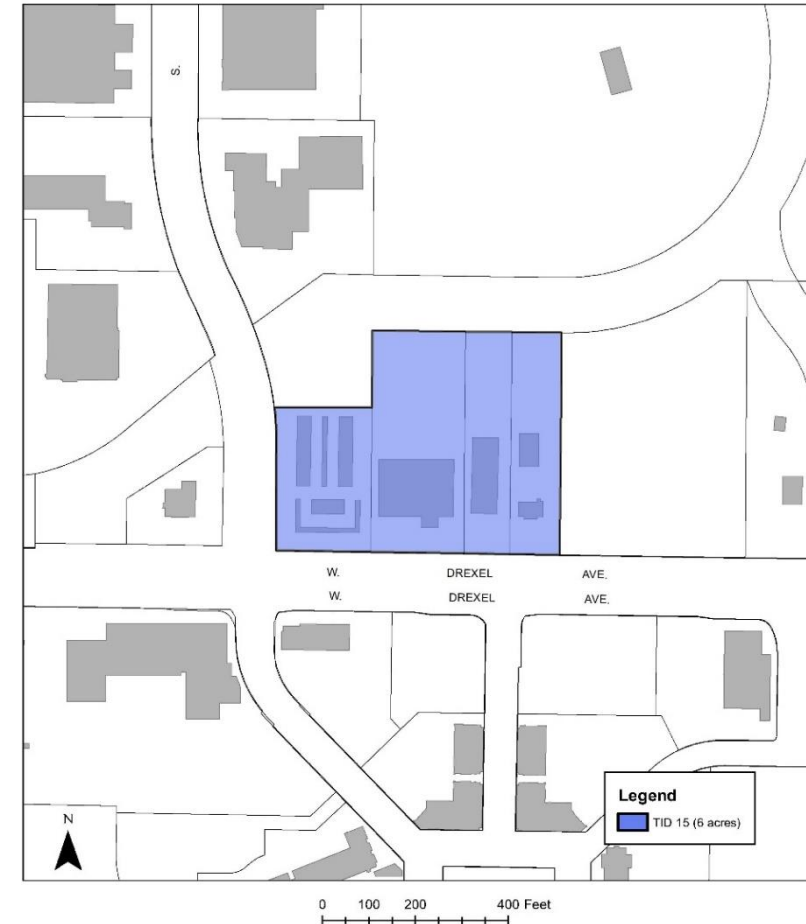 S.
W. DREXEL AVE.
W. DREXEL AVE.
Legend
TID 15 (6 acres)
N
0 100 200 400 Feet